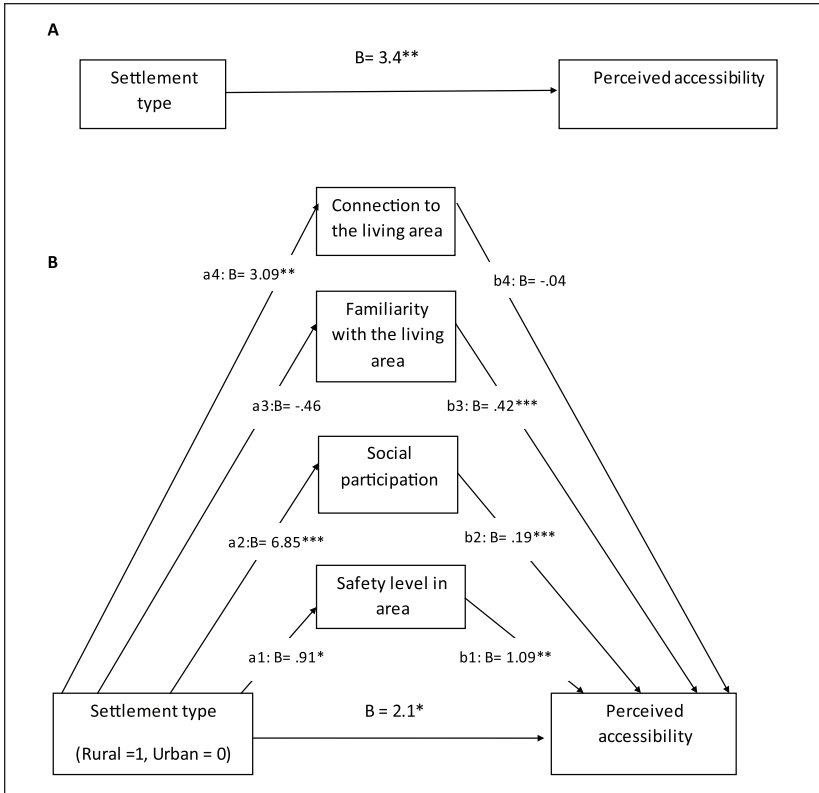 A
B= 3.4**
Settlement
type
Perceived accessibility
Connection to
the living area
B
a4: B= 3.09**
b4: B= -.04
Familiarity
with the living
area
a3:B= -.46
b3: B= .42***
Social
participation
a2:B= 6.85***
b2: B= .19***
Safety level in
area
a1: B= .91*
b1: B= 1.09**
Settlement type
(Rural =1, Urban = 0)
B = 2.1*
Perceived
accessibility